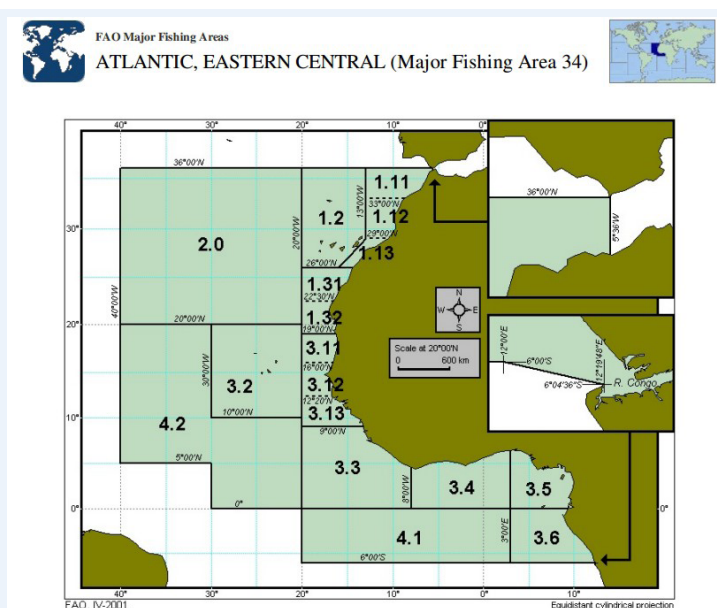 FAO Major Fishing Areas
ATLANTIC, EASTERN CENTRAL (Major Fishing Area 34)
40° 30° 20° 10° 0°
36°00'N
1.11
33°00'N
13°00'W
1.2
1.12
29°00'N
30°
20°00'W
2.0
1.13
26°00'N
1.31
22°30'N
40°00'W
1.32
20° 20°00'N
19°00'N
3.11
16°00'N
30°00'W
3.2
3.12
12°20'N
3.13
10° 10°00'N
9°00'N
4.2
5°00'N
3.3
8°00'W
3.4
3.5
0° 0° 0°
4.1
3°00'E
3.6
6°00'S
40° 30° 20° 10° 0° 10°
36°00'N
5°36'W
N
W E
S
Scale at 20°00'N
0 600 km
12°00'E
6°00'S
12°19'48"E
6°04'36"S
R. Congo
FAO, IV-2001
Equidistant cylindrical projection